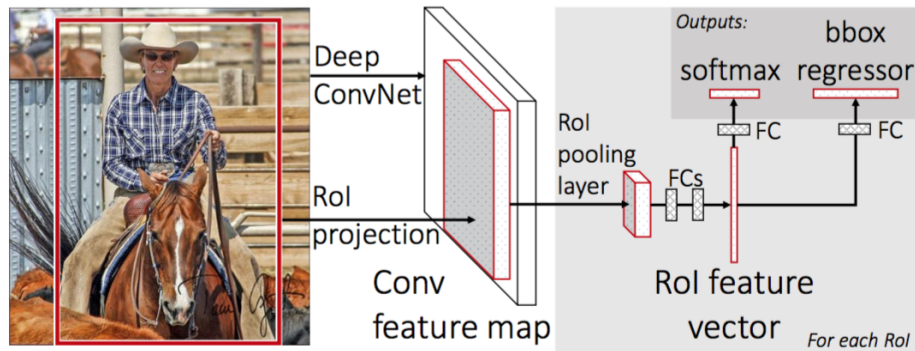 Deep
ConvNet
RoI
projection
Conv
feature map
RoI
pooling
layer
FCs
RoI feature
vector
For each RoI
Outputs:
softmax
bbox
regressor
FC
FC